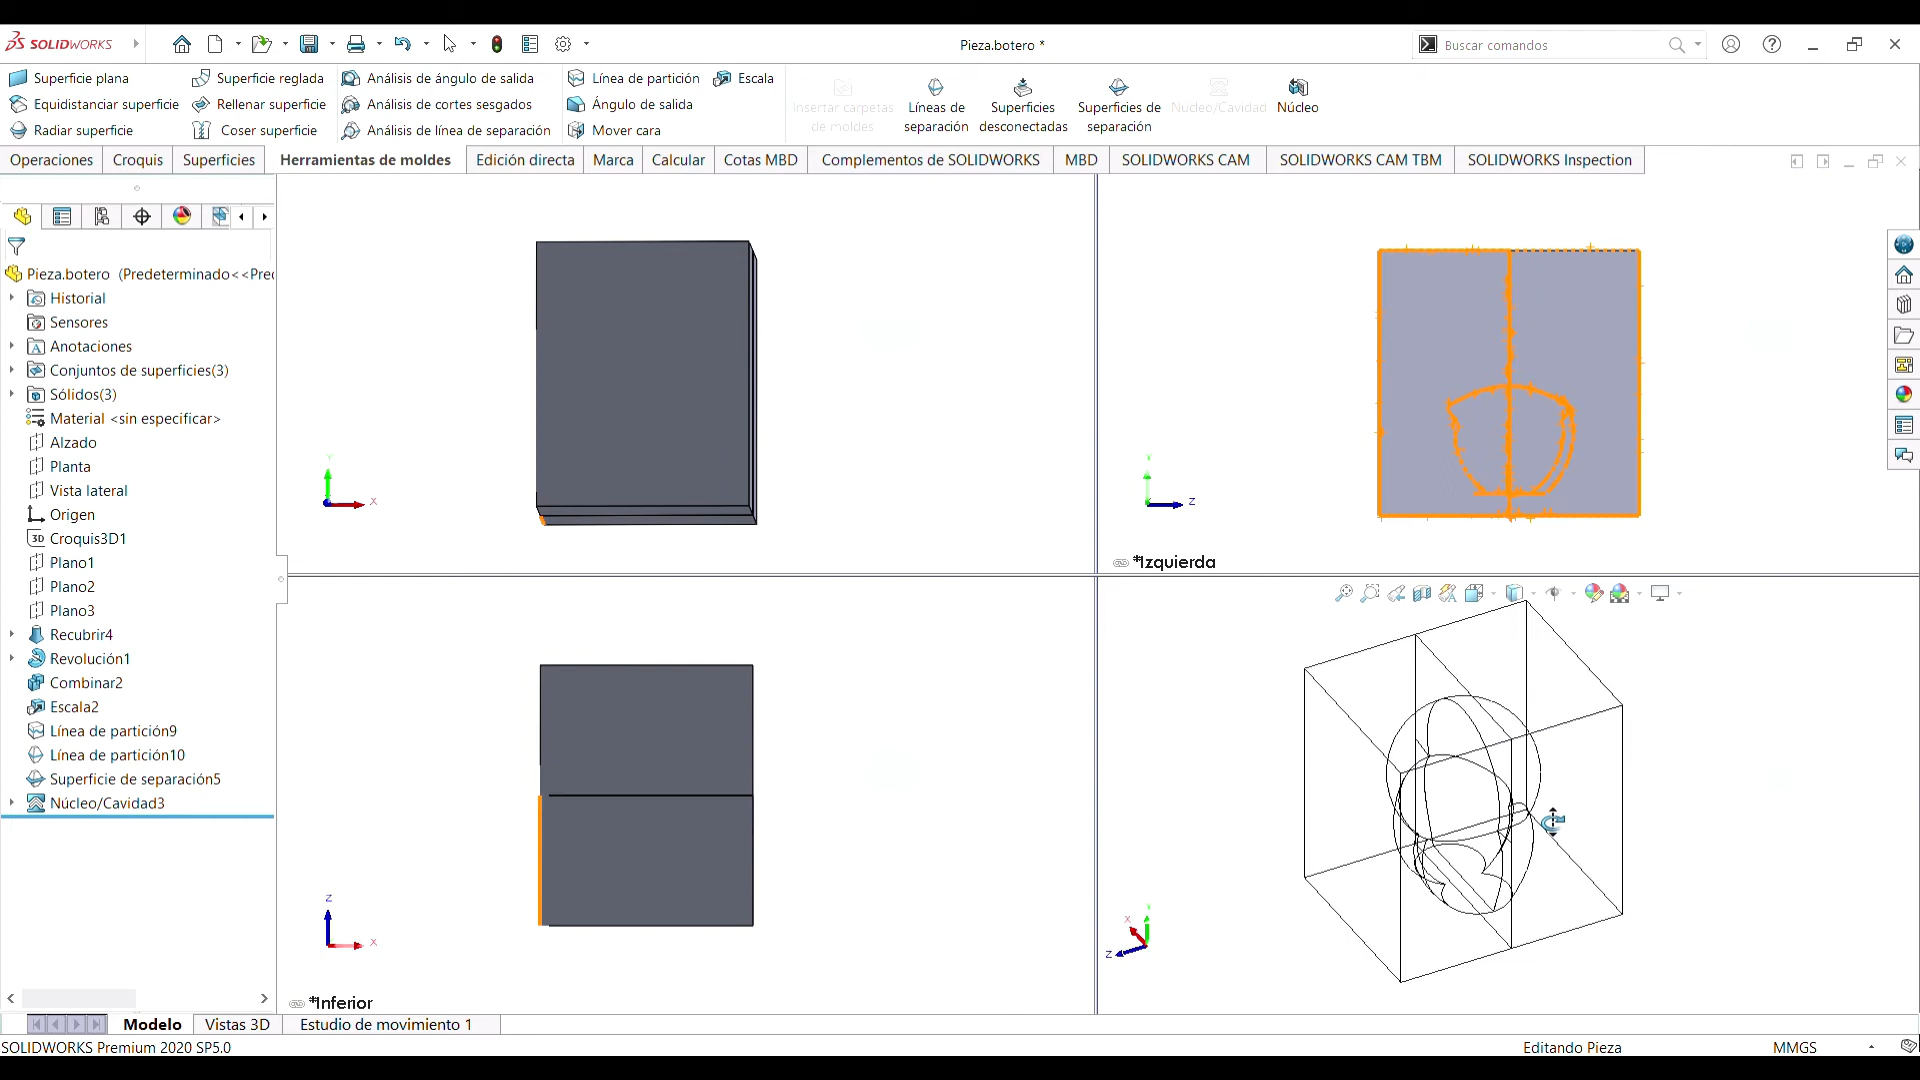 SOLIDWORKS
Pieza.botero *
Buscar comandos
Superficie plana
Superficie reglada
Análisis de ángulo de salida
Línea de partición
Escala
Equidistanciar superficie
Rellenar superficie
Análisis de cortes sesgados
Ángulo de salida
Radiar superficie
Coser superficie
Análisis de línea de separación
Mover cara
Insertar carpetas
de moldes
Líneas de
separación
Superficies
desconectadas
Superficies de
separación
Nucleo/Cavidad
Núcleo
Operaciones
Croquis
Superficies
Herramientas de moldes
Edición directa
Marca
Calcular
Cotas MBD
Complementos de SOLIDWORKS
MBD
SOLIDWORKS CAM
SOLIDWORKS CAM TBM
SOLIDWORKS Inspection
Pieza.botero (Predeterminado<<Pred
Historial
Sensores
Anotaciones
Conjuntos de superficies(3)
Sólidos(3)
Material <sin especificar>
Alzado
Planta
Vista lateral
Origen
3D Croquis3D1
Plano1
Plano2
Plano3
Recubrir4
Revolución1
Combinar2
Escala2
Línea de partición9
Línea de partición10
Superficie de separación5
Núcleo/Cavidad3
Y
X
Y
Z
*Izquierda
Z
X
*Inferior
Y
X
Z
Modelo
Vistas 3D
Estudio de movimiento 1
SOLIDWORKS Premium 2020 SP5.0
Editando Pieza
MMGS